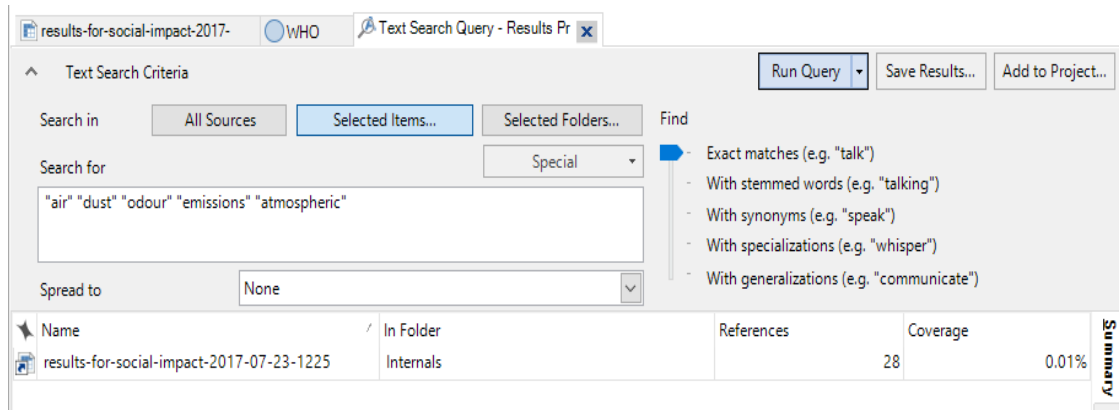 results-for-social-impact-2017- WHO Text Search Query - Results Pr x
Text Search Criteria Run Query Save Results... Add to Project...
Search in All Sources Selected Items... Selected Folders... Find
Search for Special Exact matches (e.g. "talk")
With stemmed words (e.g. "talking")
"air" "dust" "odour" "emissions" "atmospheric"
With synonyms (e.g. "speak")
With specializations (e.g. "whisper")
Spread to None With generalizations (e.g. "communicate")
Name In Folder References Coverage
results-for-social-impact-2017-07-23-1225 Internals 28 0.01%
Summary